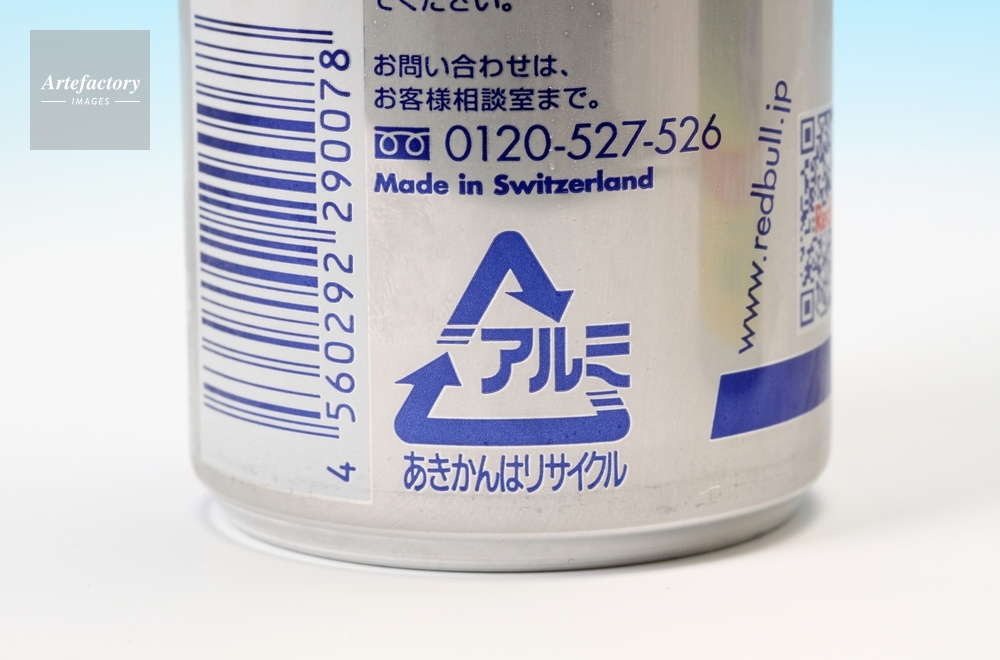 Artefactory
IMAGES
てください。
お問い合わせは、
お客様相談室まで。
0120-527-526
Made in Switzerland
アルミ
あきかんはリサイクル
4 560292 290078
www.redbull.jp